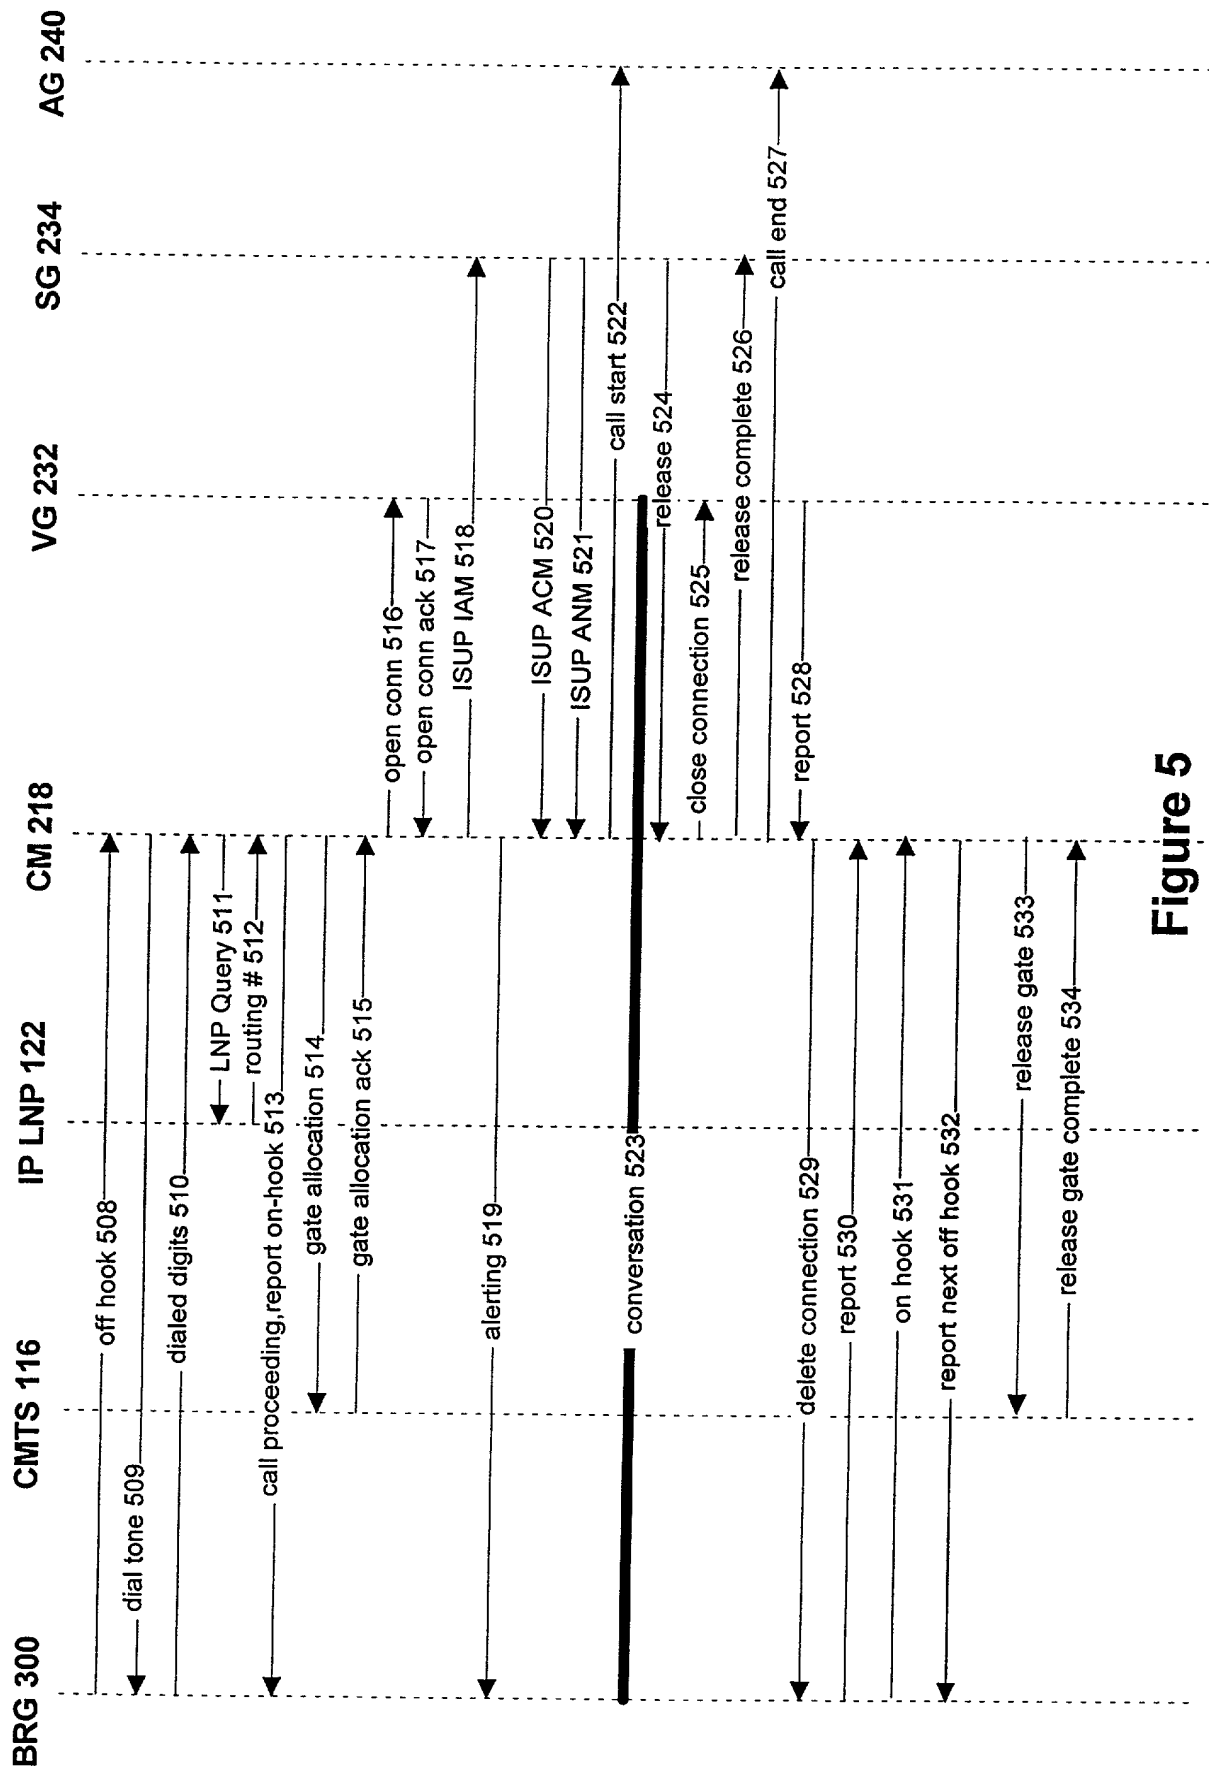 BRG 300
CMTS 116
IP LNP 122
CM 218
VG 232
SG 234
AG 240
off hook 508
dial tone 509
dialed digits 510
LNP Query 511
routing # 512
call proceeding,report on-hook 513
gate allocation 514
gate allocation ack 515
open conn 516
open conn ack 517
ISUP IAM 518
alerting 519
ISUP ACM 520
ISUP ANM 521
call start 522
conversation 523
release 524
close connection 525
release complete 526
call end 527
report 528
delete connection 529
report 530
on hook 531
report next off hook 532
release gate 533
release gate complete 534
Figure 5